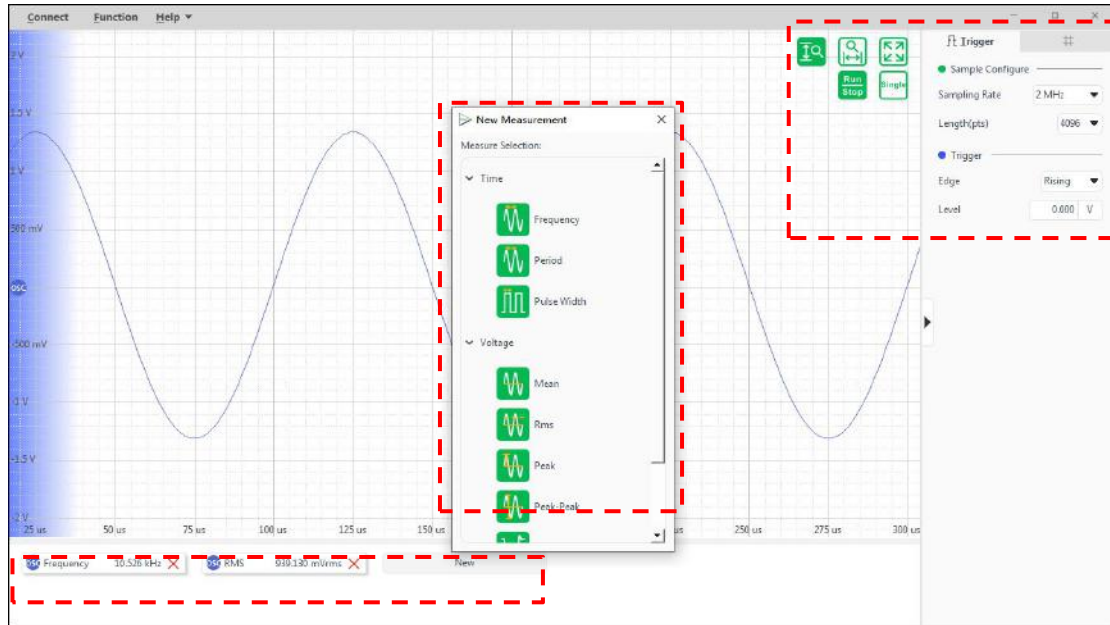 Connect Function Help
2 V
1.5 V
1 V
500 mV
OSC
-500 mV
-1 V
-1.5 V
-2 V
25 us 50 us 75 us 100 us 125 us 150 us 250 us 275 us 300 us
Run
Stop
Single
New Measurement
Measure Selection:
Time
Frequency
Period
Pulse Width
Voltage
Mean
Rms
Peak
Peak-Peak
Trigger
Sample Configure
Sampling Rate 2 MHz
Length(pts) 4096
Trigger
Edge Rising
Level 0.000 V
OSC Frequency 10.526 kHz OSC RMS 939.130 mVrms New